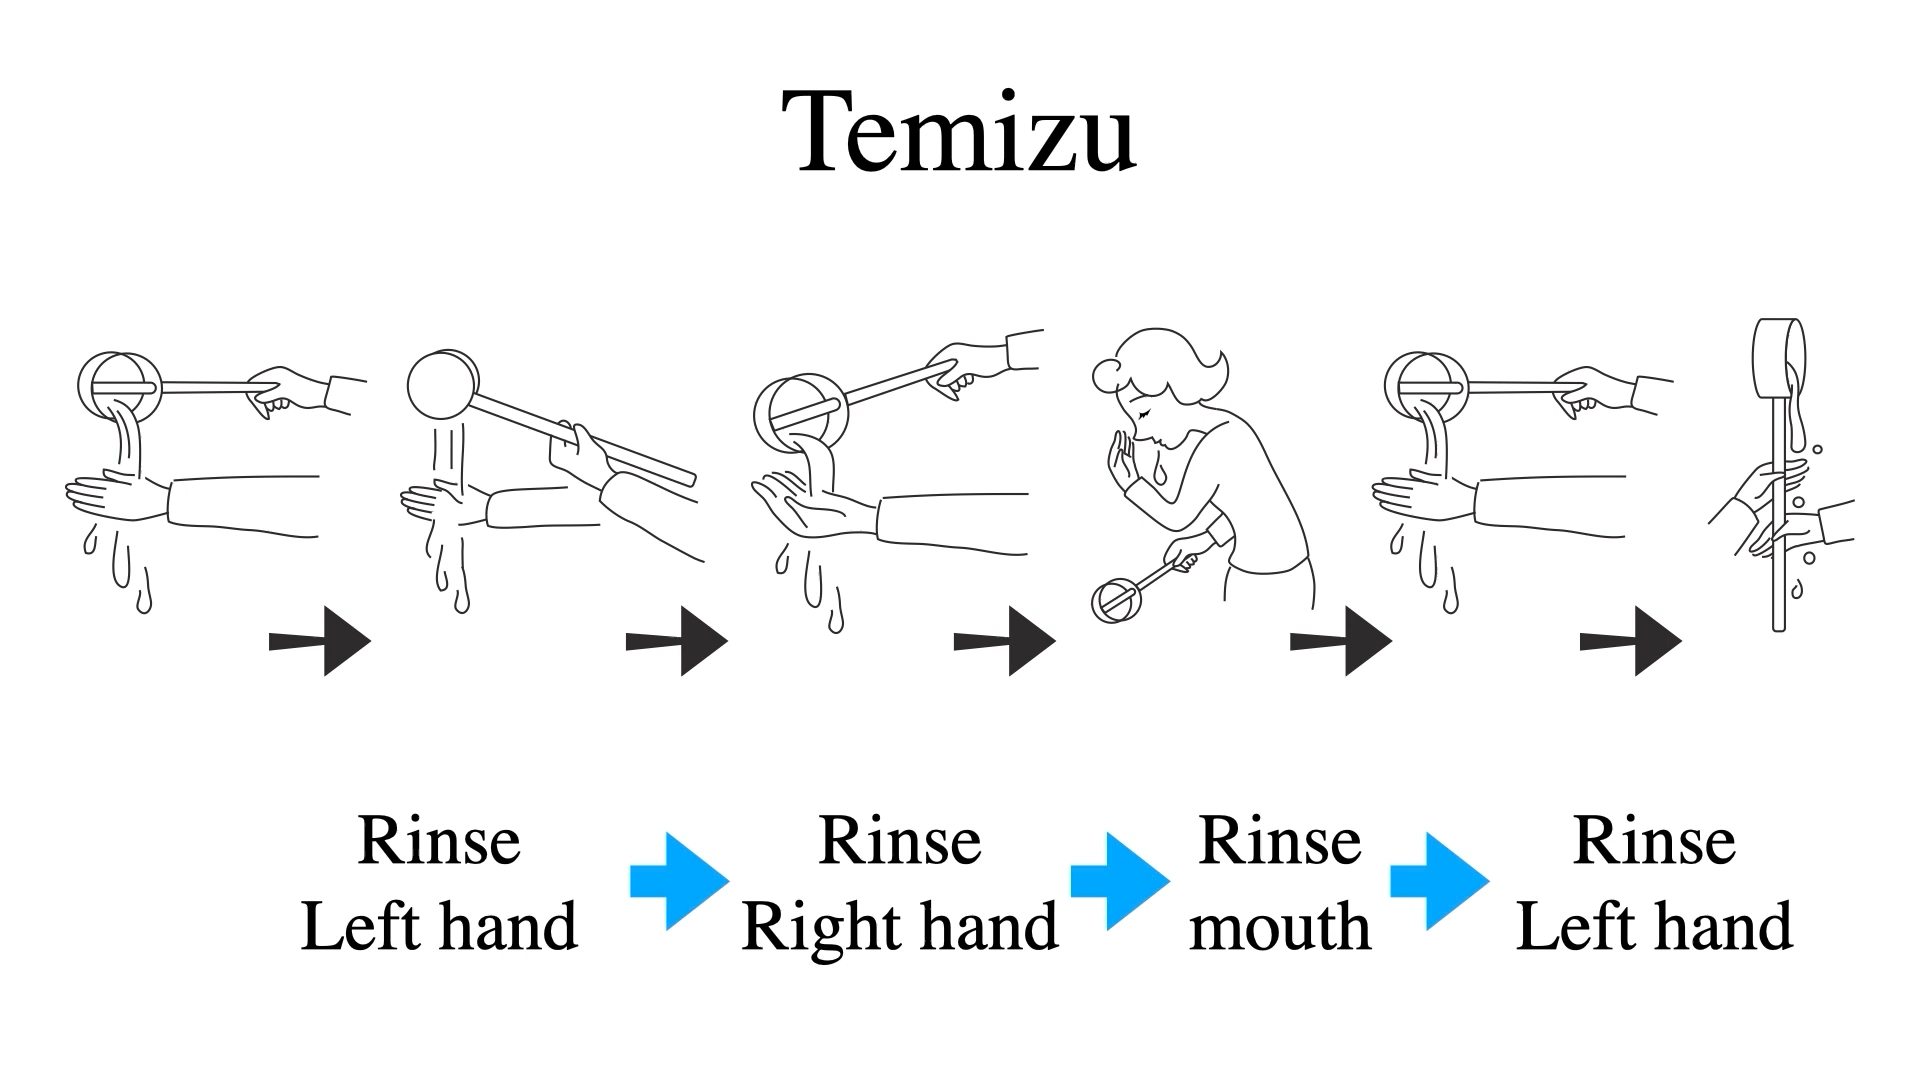 Temizu
Rinse
Left hand
Rinse
Right hand
Rinse
mouth
Rinse
Left hand